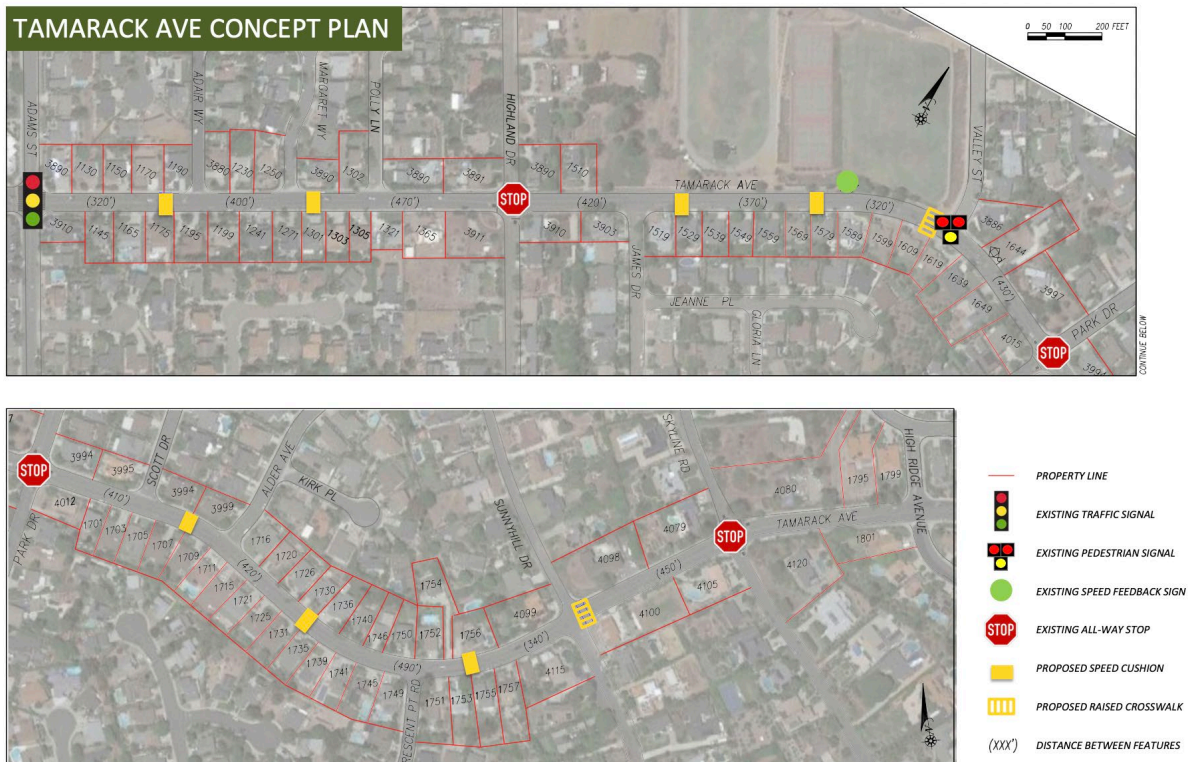 TAMARACK AVE CONCEPT PLAN
0 50 100 200 FEET
ADAMS ST
ADAIR WY
MARGARET WY
POLLY LN
HIGHLAND DR
VALLEY ST
3890 1130 1150 1170 1190 3880 1230 1250 3890 1302 3890 3891 3890 1510
STOP
TAMARACK AVE
(320') (400') (470') (420') (370') (320')
3910 1145 1165 1175 1195 1199 1241 1277 1301 1303 1305 1321 1365 3911 3910 3903 1519 1529 1539 1549 1559 1569 1579 1589 1599 1609 1619 1639 1649 4015
3886 1644 3997
(430')
JAMES DR
JEANNE PL
GLORIA LN
PARK DR
STOP
3994
CONTINUE BELOW
7
STOP
3994 3995 3994 3999
SCOTT DR
ALDER AVE
KIRK PL
SUNNYHILL DR
SKYLINE RD
HIGH RIDGE AVENUE
4012
(410')
PARK DR
1701 1703 1705 1707 1709 1711 1715 1721 1725 1731 1735 1739 1741 1745 1749
(420')
1716 1720 1726 1730 1736 1740 1746 1750 1752 1754 1756
(490')
CRESCENT PT RD
1751 1753 1755 1757
(340')
4099
4115
4098 4079
(450')
4100 4105
STOP
4080 1795 1799
TAMARACK AVE
4120 1801
PROPERTY LINE
EXISTING TRAFFIC SIGNAL
EXISTING PEDESTRIAN SIGNAL
EXISTING SPEED FEEDBACK SIGN
STOP
EXISTING ALL-WAY STOP
PROPOSED SPEED CUSHION
PROPOSED RAISED CROSSWALK
(XXX')
DISTANCE BETWEEN FEATURES